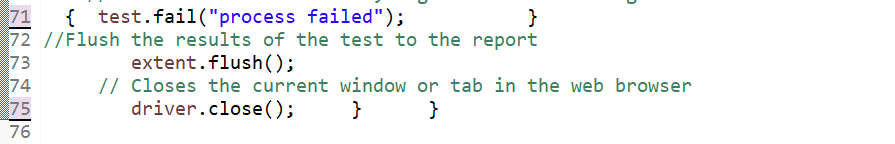 71 { test.fail("process failed"); }
72 //Flush the results of the test to the report
73 extent.flush();
74 // Closes the current window or tab in the web browser
75 driver.close(); } }
76